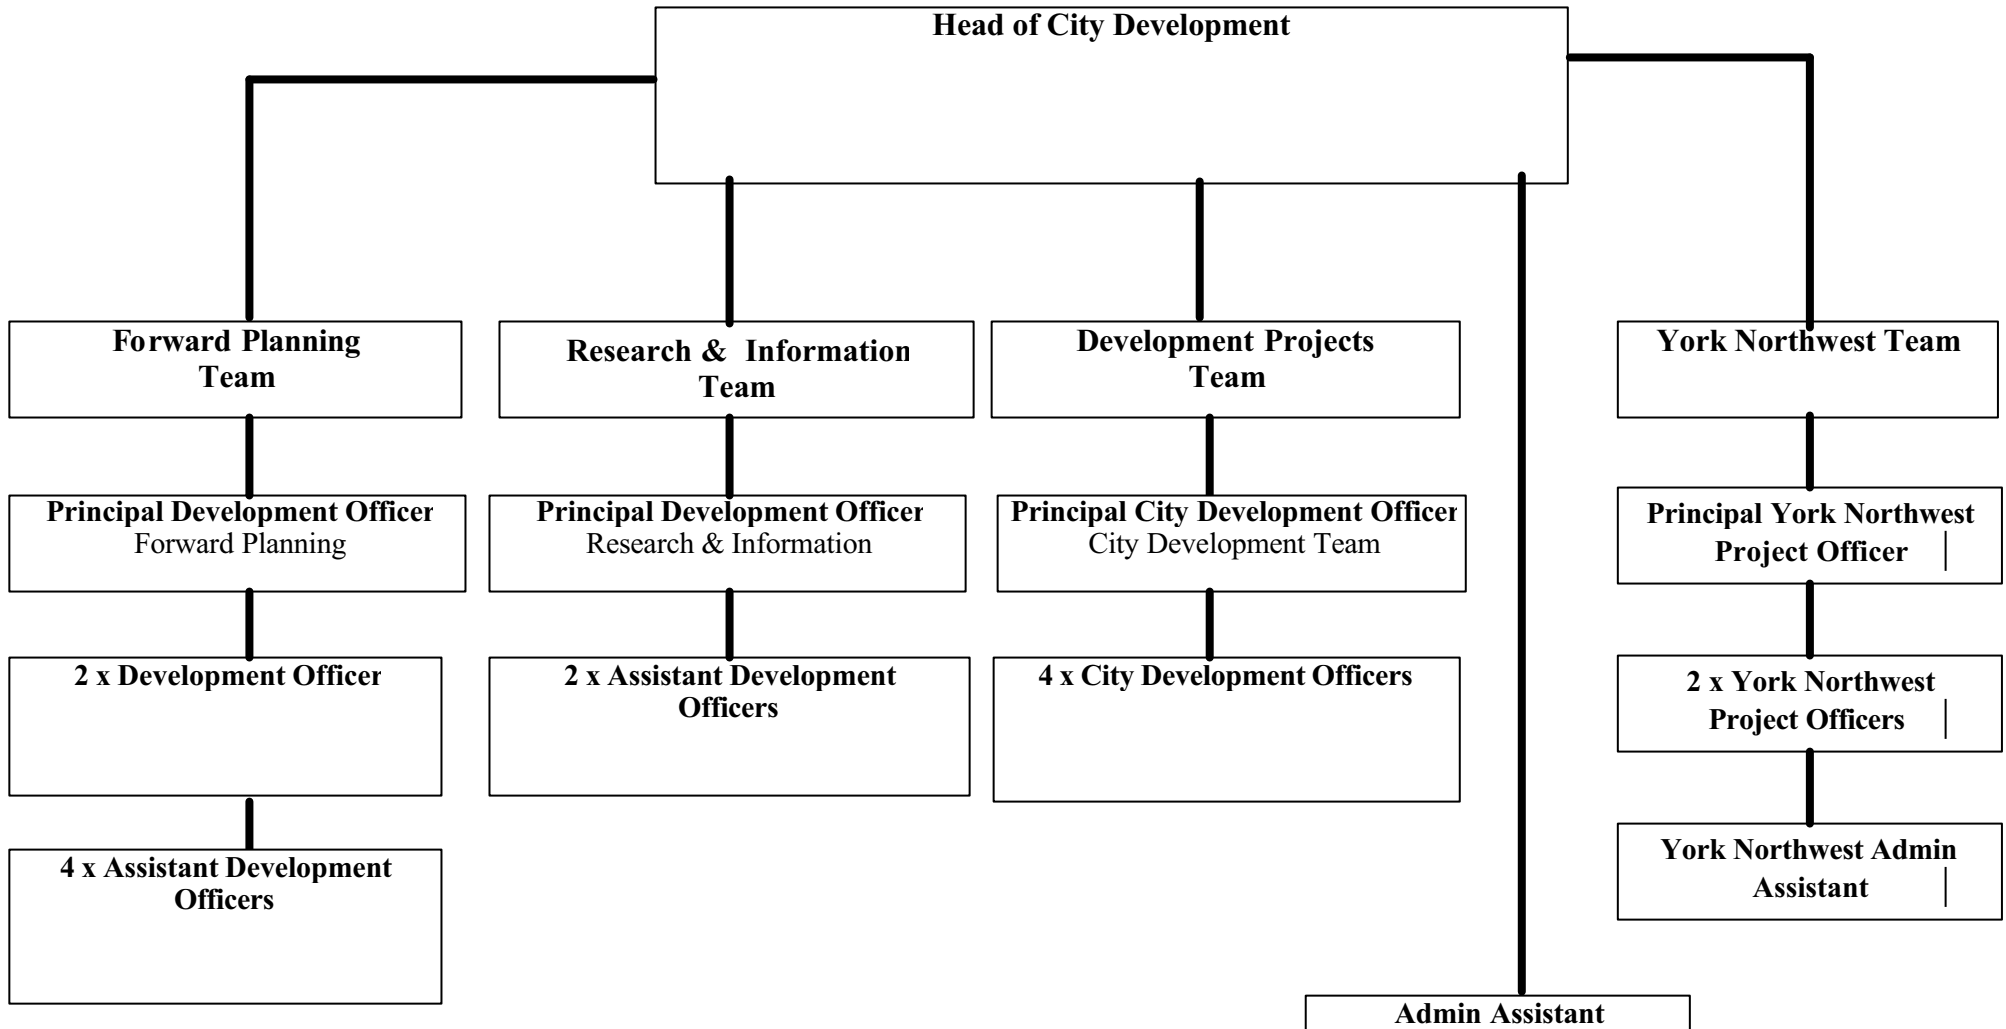 Head of City Development
Forward Planning
Team
Research & Information
Team
Development Projects
Team
York Northwest Team
Principal Development Officer
Forward Planning
Principal Development Officer
Research & Information
Principal City Development Officer
City Development Team
Principal York Northwest
Project Officer
2 x Development Officer
2 x Assistant Development
Officers
4 x City Development Officers
2 x York Northwest
Project Officers
4 x Assistant Development
Officers
York Northwest Admin
Assistant
Admin Assistant